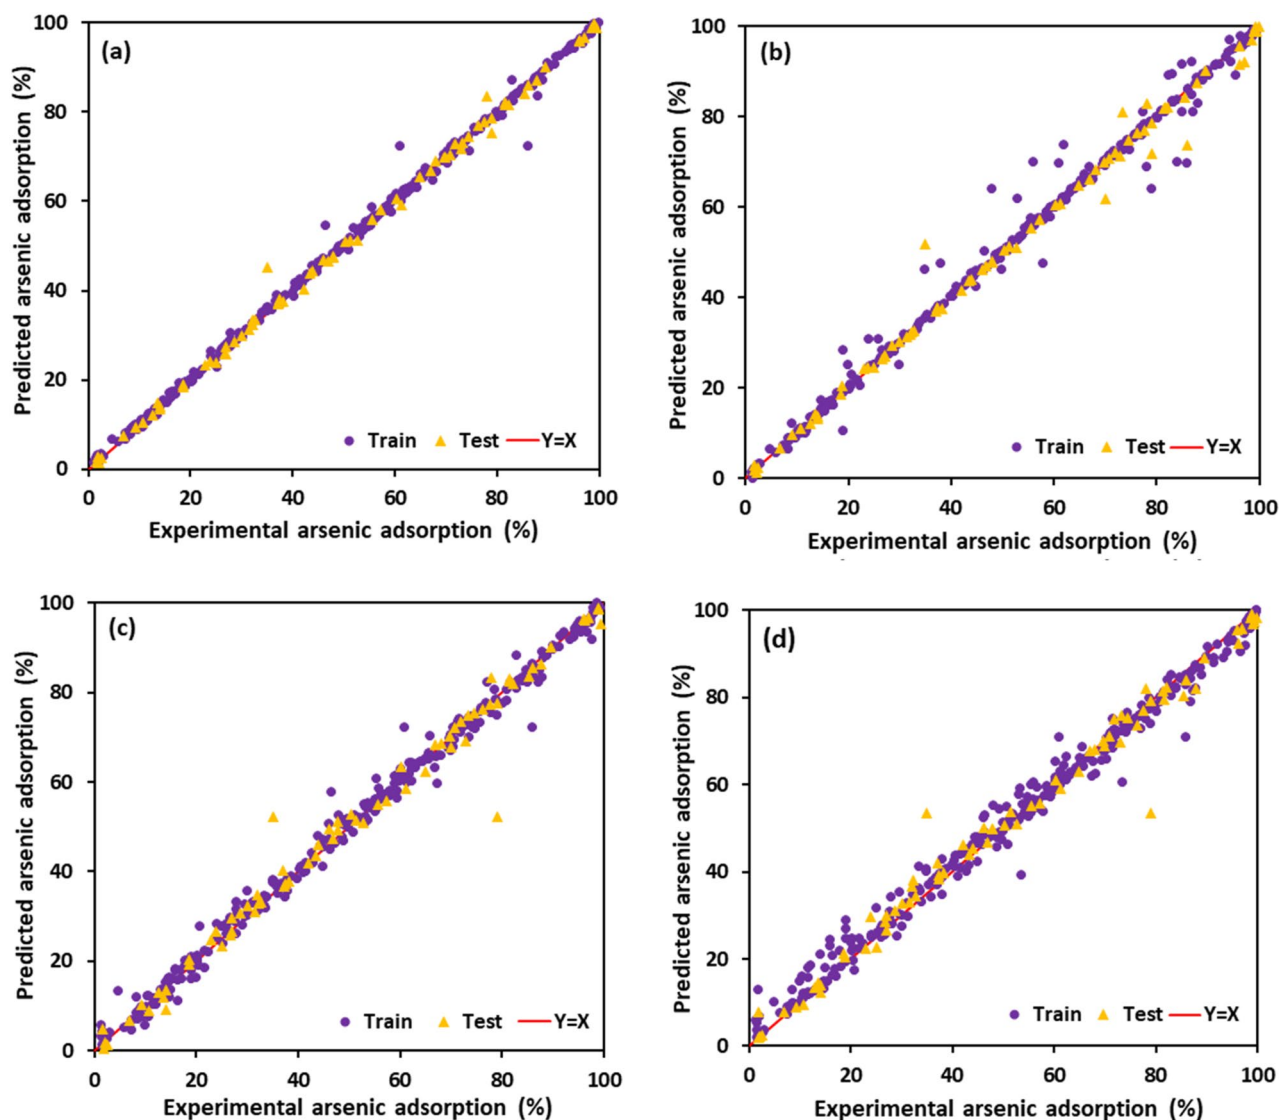 (a)
Predicted arsenic adsorption (%)
100
80
60
40
20
0
Train Test Y=X
0 20 40 60 80 100
Experimental arsenic adsorption (%)
(b)
Predicted arsenic adsorption (%)
100
80
60
40
20
0
Train Test Y=X
0 20 40 60 80 100
Experimental arsenic adsorption (%)
(c)
Predicted arsenic adsorption (%)
100
80
60
40
20
0
Train Test Y=X
0 20 40 60 80 100
Experimental arsenic adsorption (%)
(d)
Predicted arsenic adsorption (%)
100
80
60
40
20
0
Train Test Y=X
0 20 40 60 80 100
Experimental arsenic adsorption (%)